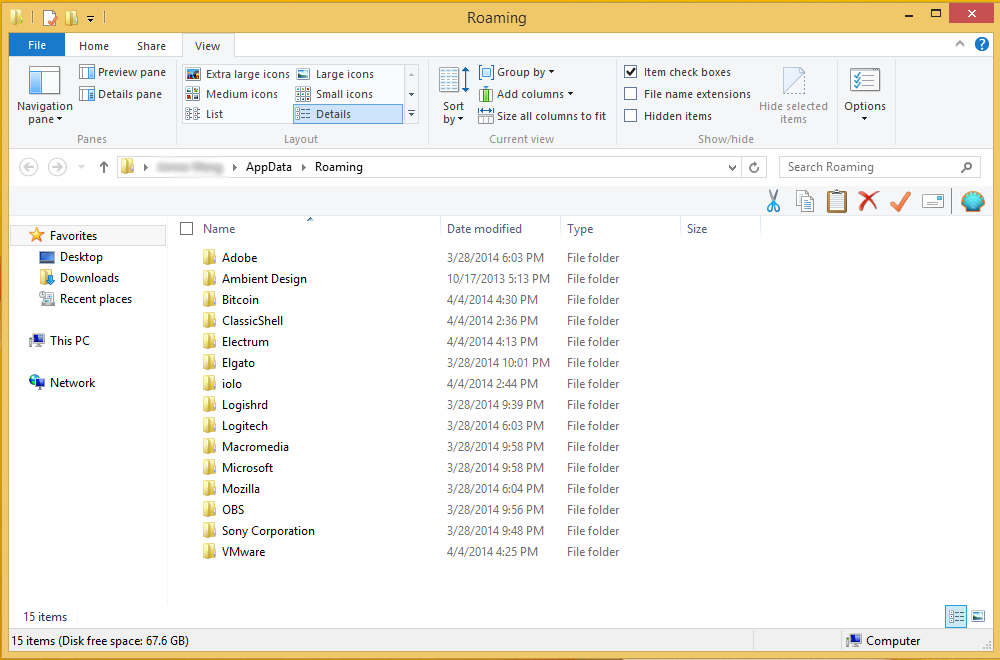 Roaming
File Home Share View
Navigation pane
Preview pane
Details pane
Panes
Extra large icons Large icons
Medium icons Small icons
List Details
Layout
Sort by
Group by
Add columns
Size all columns to fit
Current view
Item check boxes
File name extensions
Hidden items
Hide selected items
Show/hide
Options
AppData Roaming
Search Roaming
Favorites
Desktop
Downloads
Recent places
This PC
Network
Name Date modified Type Size
Adobe 3/28/2014 6:03 PM File folder
Ambient Design 10/17/2013 5:13 PM File folder
Bitcoin 4/4/2014 4:30 PM File folder
ClassicShell 4/4/2014 2:36 PM File folder
Electrum 4/4/2014 4:13 PM File folder
Elgato 3/28/2014 10:01 PM File folder
iolo 4/4/2014 2:44 PM File folder
Logishrd 3/28/2014 9:39 PM File folder
Logitech 3/28/2014 6:03 PM File folder
Macromedia 3/28/2014 9:58 PM File folder
Microsoft 3/28/2014 9:58 PM File folder
Mozilla 3/28/2014 6:04 PM File folder
OBS 3/28/2014 9:56 PM File folder
Sony Corporation 3/28/2014 9:48 PM File folder
VMware 4/4/2014 4:25 PM File folder
15 items
15 items (Disk free space: 67.6 GB) Computer